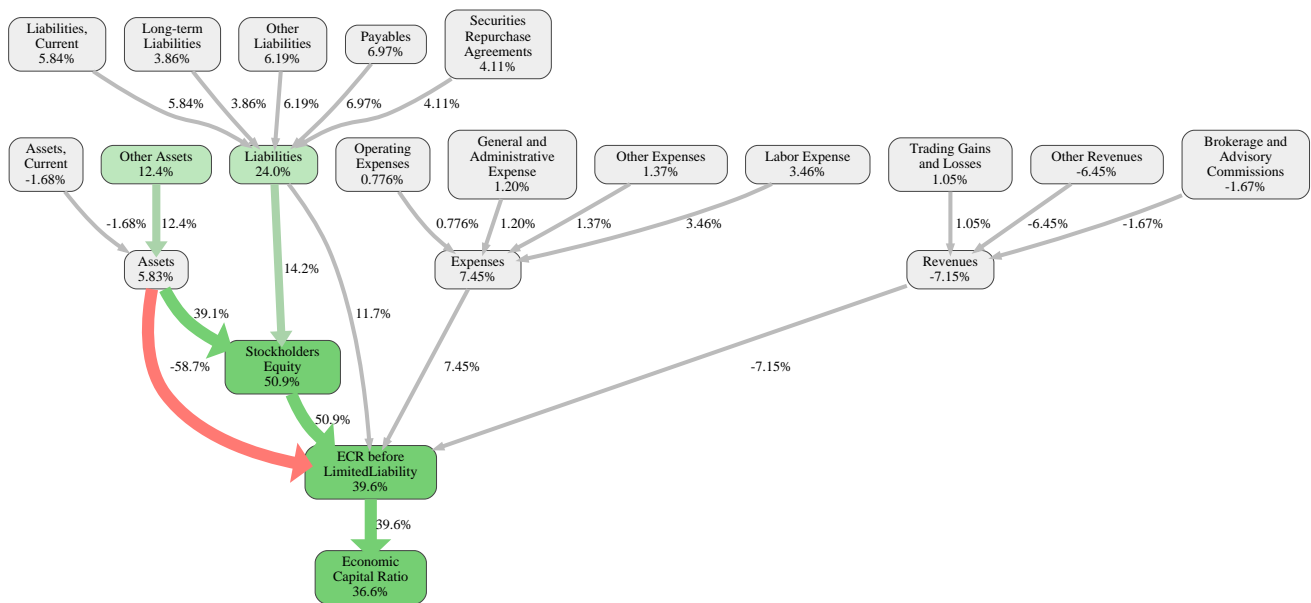 Liabilities,
Current
5.84%
Long-term
Liabilities
3.86%
Other
Liabilities
6.19%
Payables
6.97%
Securities
Repurchase
Agreements
4.11%
5.84%
3.86%
6.19%
6.97%
4.11%
Assets,
Current
-1.68%
Other Assets
12.4%
Liabilities
24.0%
Operating
Expenses
0.776%
General and
Administrative
Expense
1.20%
Other Expenses
1.37%
Labor Expense
3.46%
Trading Gains
and Losses
1.05%
Other Revenues
-6.45%
Brokerage and
Advisory
Commissions
-1.67%
-1.68%
12.4%
0.776%
1.20%
1.37%
3.46%
1.05%
-6.45%
-1.67%
Assets
5.83%
14.2%
Expenses
7.45%
Revenues
-7.15%
39.1%
11.7%
Stockholders
Equity
50.9%
-58.7%
7.45%
-7.15%
50.9%
ECR before
LimitedLiability
39.6%
39.6%
Economic
Capital Ratio
36.6%